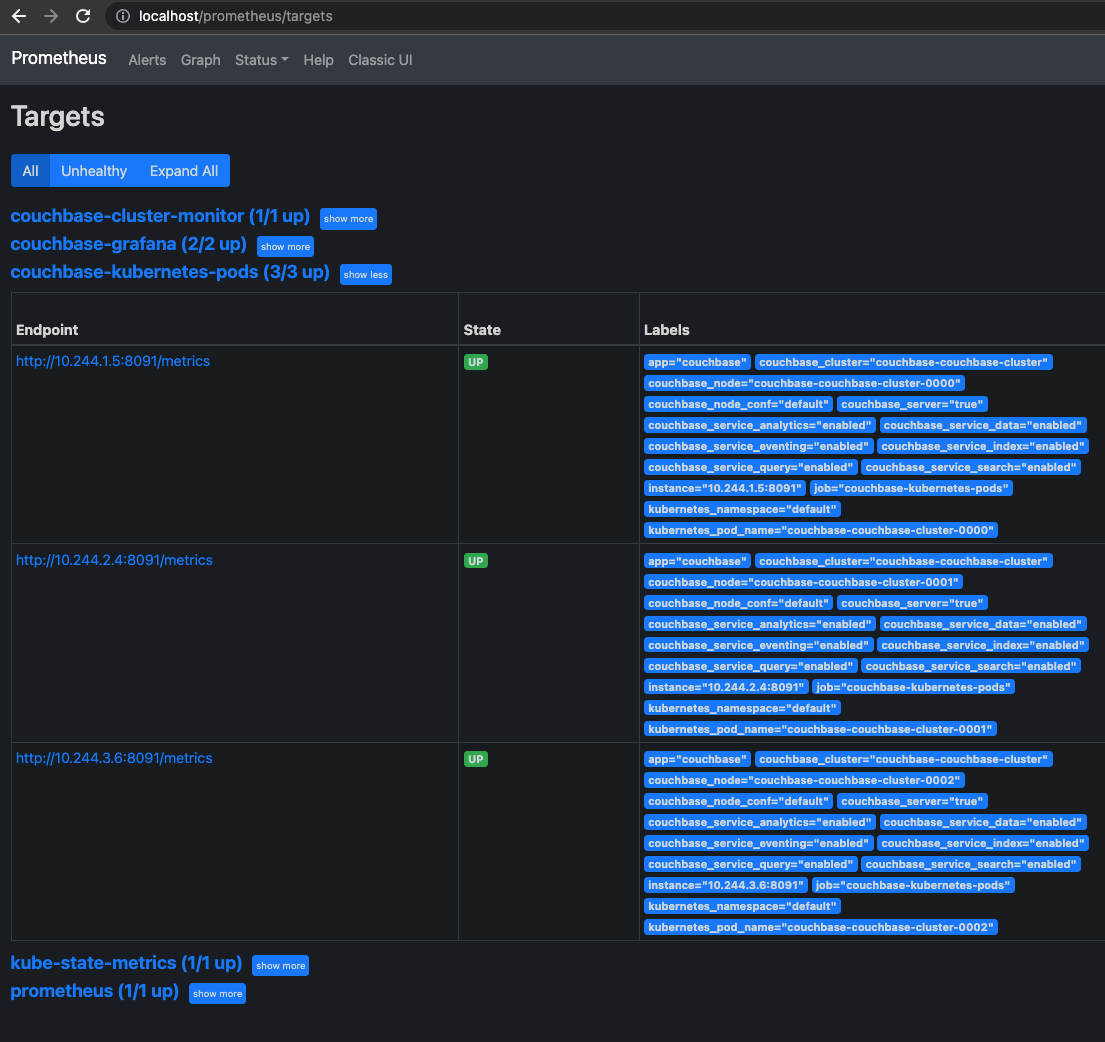 localhost/prometheus/targets
Prometheus Alerts Graph Status Help Classic UI
Targets
All Unhealthy Expand All
couchbase-cluster-monitor (1/1 up) show more
couchbase-grafana (2/2 up) show more
couchbase-kubernetes-pods (3/3 up) show less
Endpoint State Labels
http://10.244.1.5:8091/metrics UP app="couchbase" couchbase_cluster="couchbase-couchbase-cluster"
couchbase_node="couchbase-couchbase-cluster-0000"
couchbase_node_conf="default" couchbase_server="true"
couchbase_service_analytics="enabled" couchbase_service_data="enabled"
couchbase_service_eventing="enabled" couchbase_service_index="enabled"
couchbase_service_query="enabled" couchbase_service_search="enabled"
instance="10.244.1.5:8091" job="couchbase-kubernetes-pods"
kubernetes_namespace="default"
kubernetes_pod_name="couchbase-couchbase-cluster-0000"
http://10.244.2.4:8091/metrics UP app="couchbase" couchbase_cluster="couchbase-couchbase-cluster"
couchbase_node="couchbase-couchbase-cluster-0001"
couchbase_node_conf="default" couchbase_server="true"
couchbase_service_analytics="enabled" couchbase_service_data="enabled"
couchbase_service_eventing="enabled" couchbase_service_index="enabled"
couchbase_service_query="enabled" couchbase_service_search="enabled"
instance="10.244.2.4:8091" job="couchbase-kubernetes-pods"
kubernetes_namespace="default"
kubernetes_pod_name="couchbase-couchbase-cluster-0001"
http://10.244.3.6:8091/metrics UP app="couchbase" couchbase_cluster="couchbase-couchbase-cluster"
couchbase_node="couchbase-couchbase-cluster-0002"
couchbase_node_conf="default" couchbase_server="true"
couchbase_service_analytics="enabled" couchbase_service_data="enabled"
couchbase_service_eventing="enabled" couchbase_service_index="enabled"
couchbase_service_query="enabled" couchbase_service_search="enabled"
instance="10.244.3.6:8091" job="couchbase-kubernetes-pods"
kubernetes_namespace="default"
kubernetes_pod_name="couchbase-couchbase-cluster-0002"
kube-state-metrics (1/1 up) show more
prometheus (1/1 up) show more